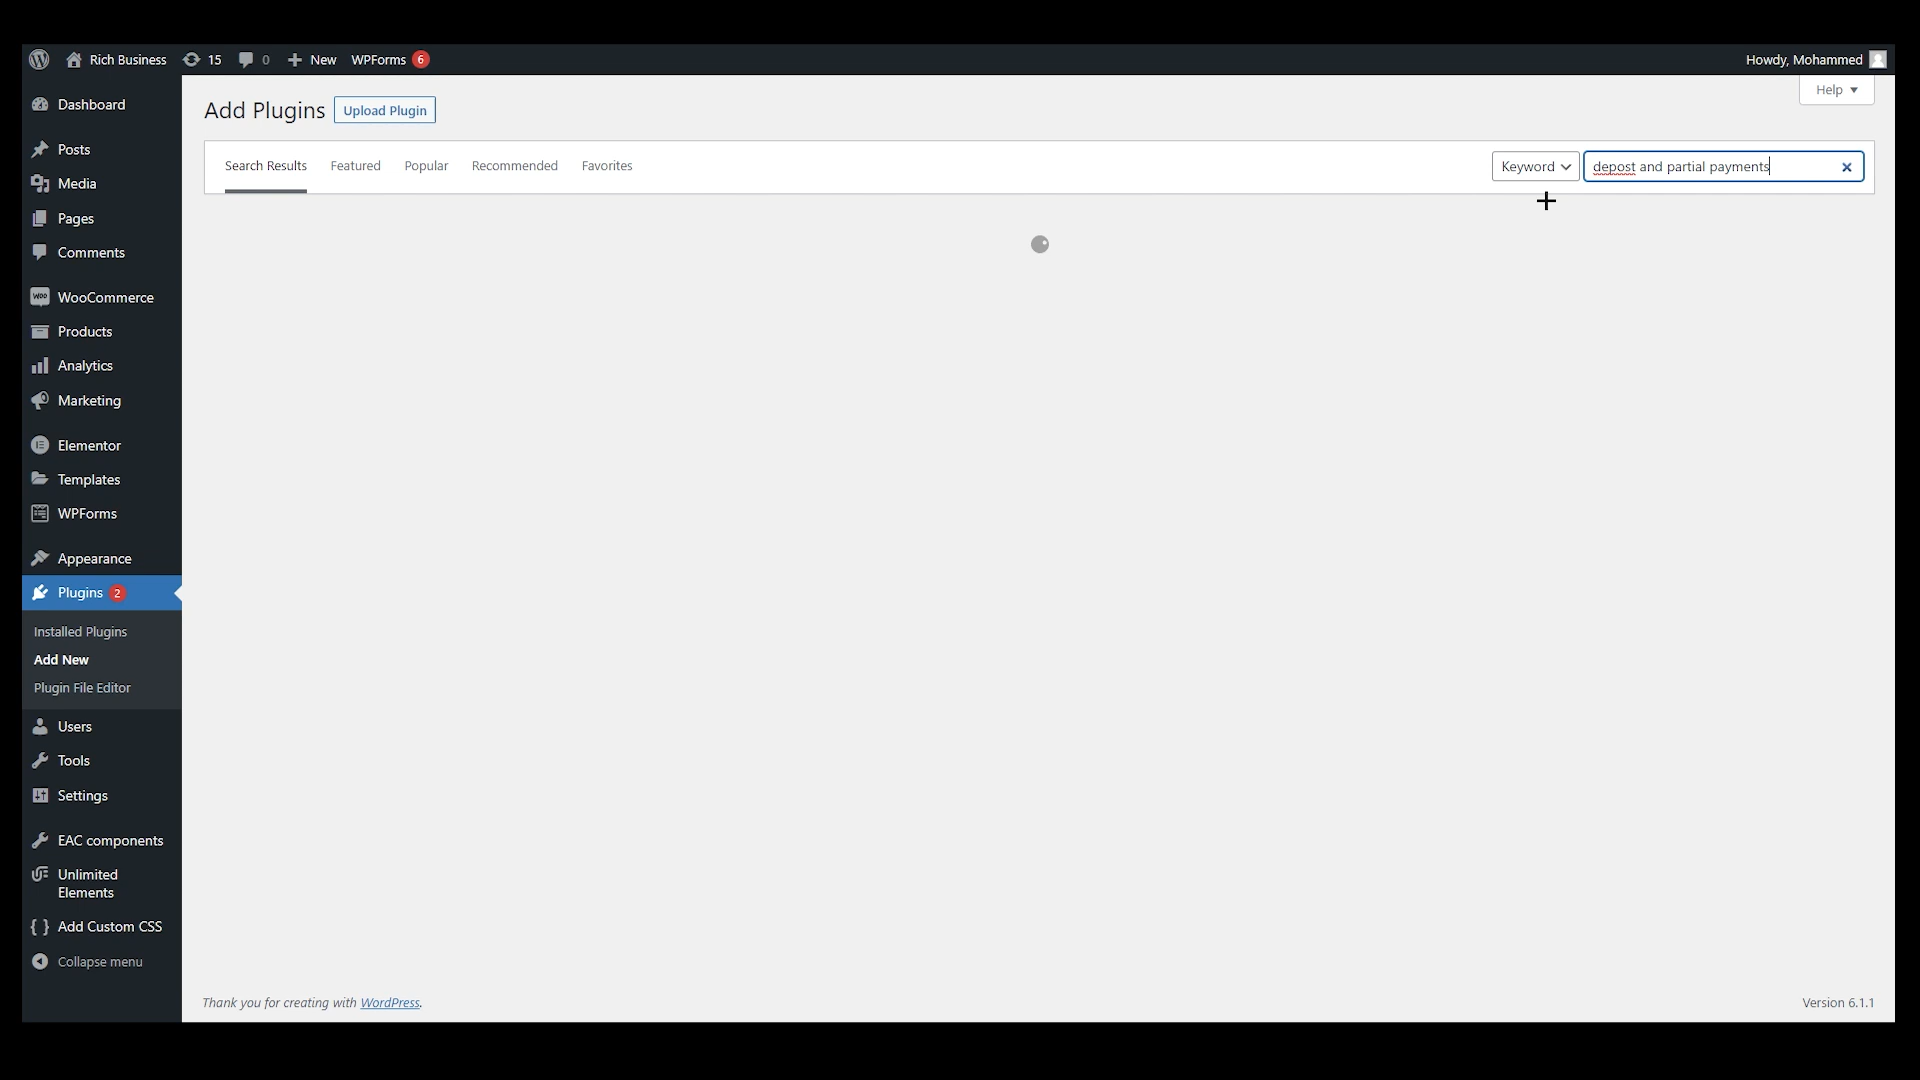 Rich Business 15 0 New WPForms 6 Howdy, Mohammed
Help
Dashboard
Posts
Media
Pages
Comments
WooCommerce
Products
Analytics
Marketing
Elementor
Templates
WPForms
Appearance
Plugins 2
Installed Plugins
Add New
Plugin File Editor
Users
Tools
Settings
EAC components
Unlimited
Elements
Add Custom CSS
Collapse menu
Add Plugins Upload Plugin
Search Results Featured Popular Recommended Favorites Keyword depost and partial payments
Thank you for creating with WordPress. Version 6.1.1